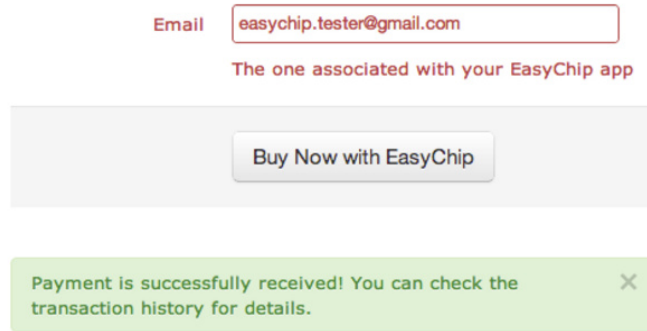 Email easychip.tester@gmail.com
The one associated with your EasyChip app
Buy Now with EasyChip
Payment is successfully received! You can check the
transaction history for details.